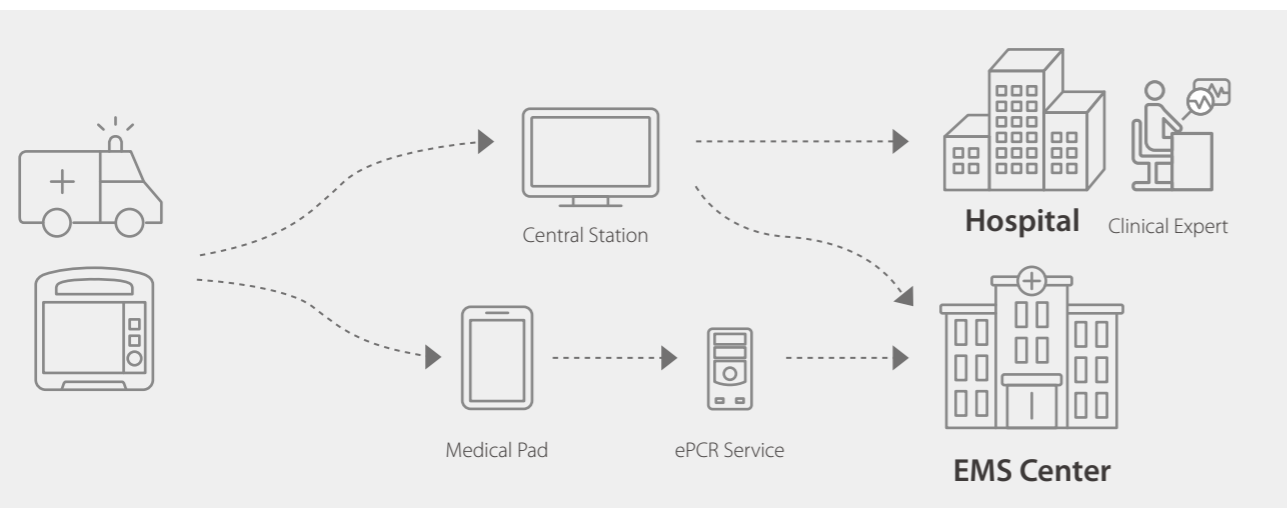 Central Station
Hospital
Clinical Expert
Medical Pad
ePCR Service
EMS Center